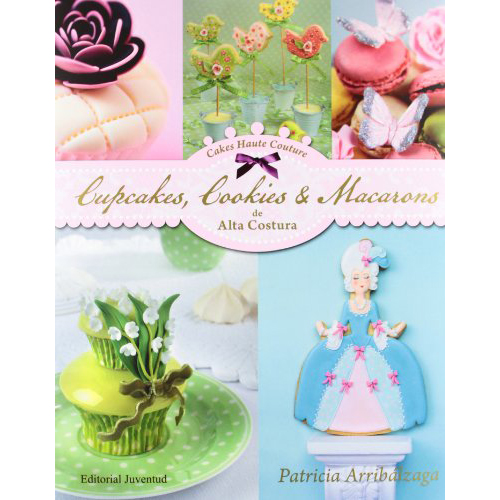 Cakes Haute Couture
Cupcakes, Cookies & Macarons
de
Alta Costura
Editorial Juventud
Patricia Arribálzaga